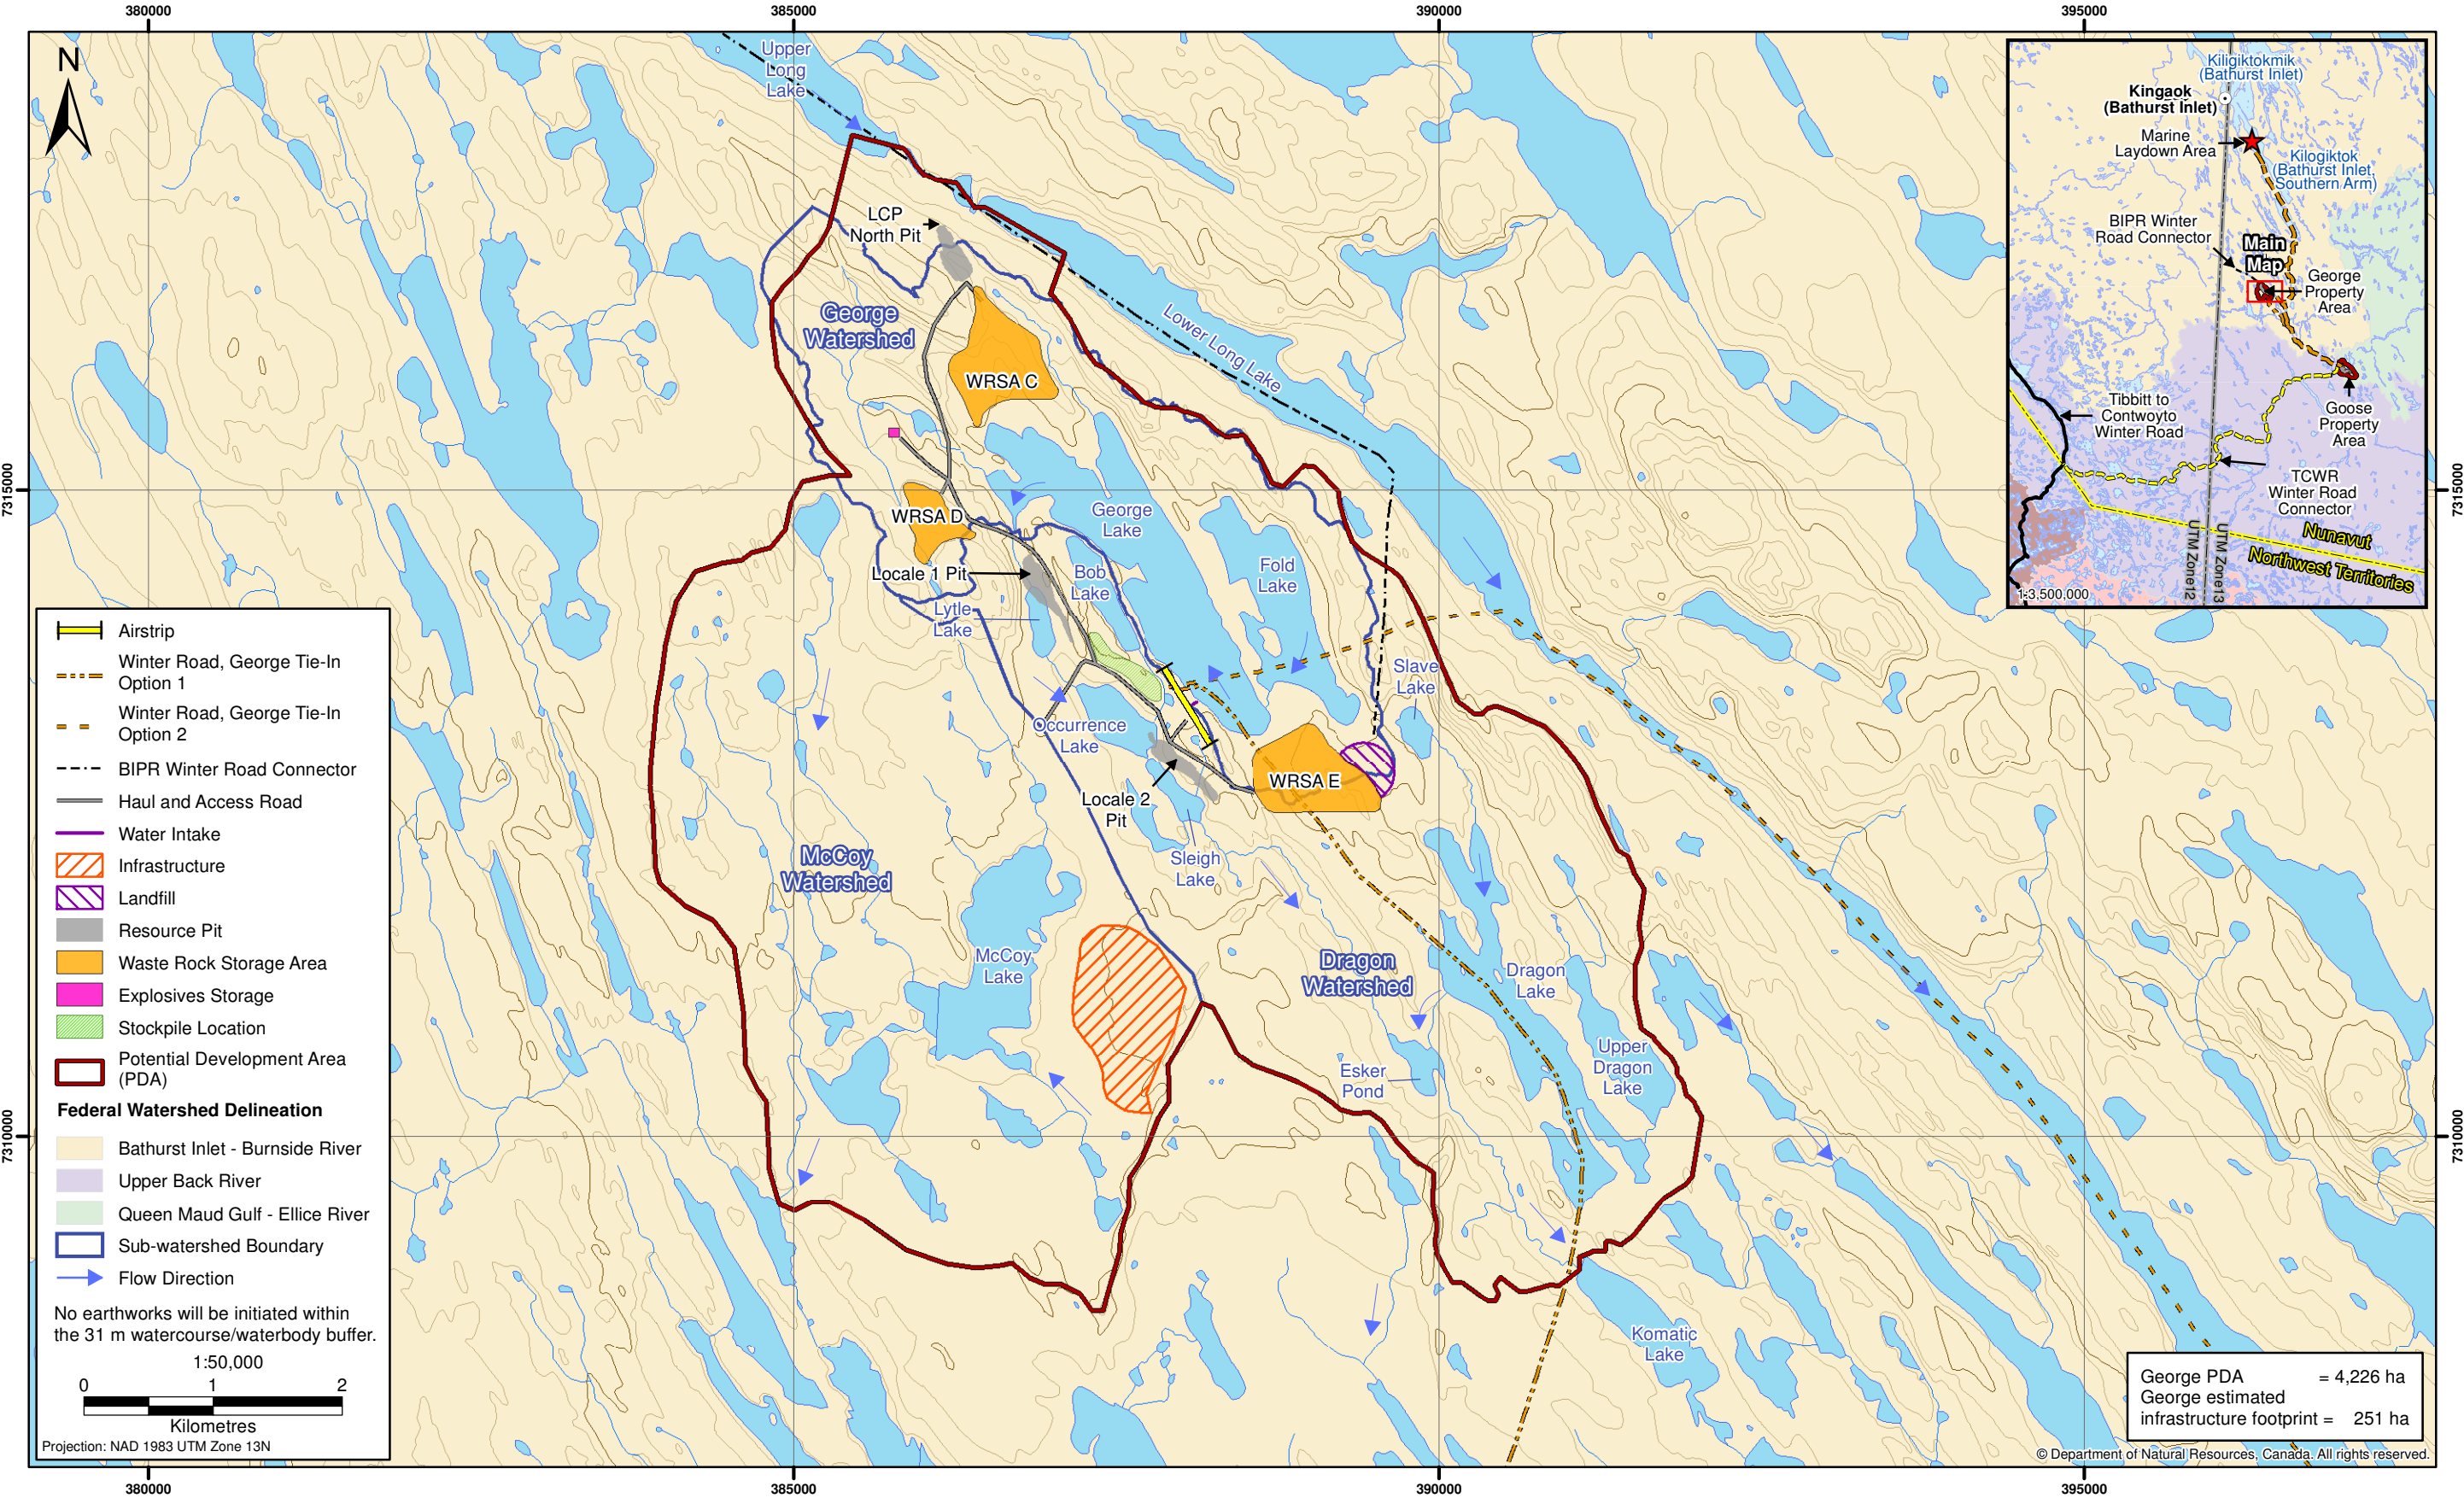 380000
385000
390000
395000
N
7315000
7310000
7315000
7310000
Upper
Long
Lake
LCP
North Pit
George
Watershed
WRSA C
Lower Long Lake
WRSA D
George
Lake
Locale 1 Pit
Bob
Lake
Fold
Lake
Lytle
Lake
Slave
Lake
Occurrence
Lake
WRSA E
Locale 2
Pit
Sleigh
Lake
McCoy
Watershed
McCoy
Lake
Dragon
Watershed
Dragon
Lake
Upper
Dragon
Lake
Esker
Pond
Komatic
Lake
Kiligiktokmik
(Bathurst Inlet)
Kingaok
(Bathurst Inlet)
Marine
Laydown Area
Kilogiktok
(Bathurst Inlet,
Southern Arm)
BIPR Winter
Road Connector
Main
Map
George
Property
Area
Tibbitt to
Contwoyto
Winter Road
Goose
Property
Area
TCWR
Winter Road
Connector
Nunavut
Northwest Territories
UTM Zone12
UTM Zone13
1:3,500,000
Airstrip
Winter Road, George Tie-In
Option 1
Winter Road, George Tie-In
Option 2
BIPR Winter Road Connector
Haul and Access Road
Water Intake
Infrastructure
Landfill
Resource Pit
Waste Rock Storage Area
Explosives Storage
Stockpile Location
Potential Development Area
(PDA)
Federal Watershed Delineation
Bathurst Inlet - Burnside River
Upper Back River
Queen Maud Gulf - Ellice River
Sub-watershed Boundary
Flow Direction
No earthworks will be initiated within
the 31 m watercourse/waterbody buffer.
1:50,000
0 1 2
Kilometres
Projection: NAD 1983 UTM Zone 13N
George PDA = 4,226 ha
George estimated
infrastructure footprint = 251 ha
© Department of Natural Resources, Canada. All rights reserved.
380000
385000
390000
395000